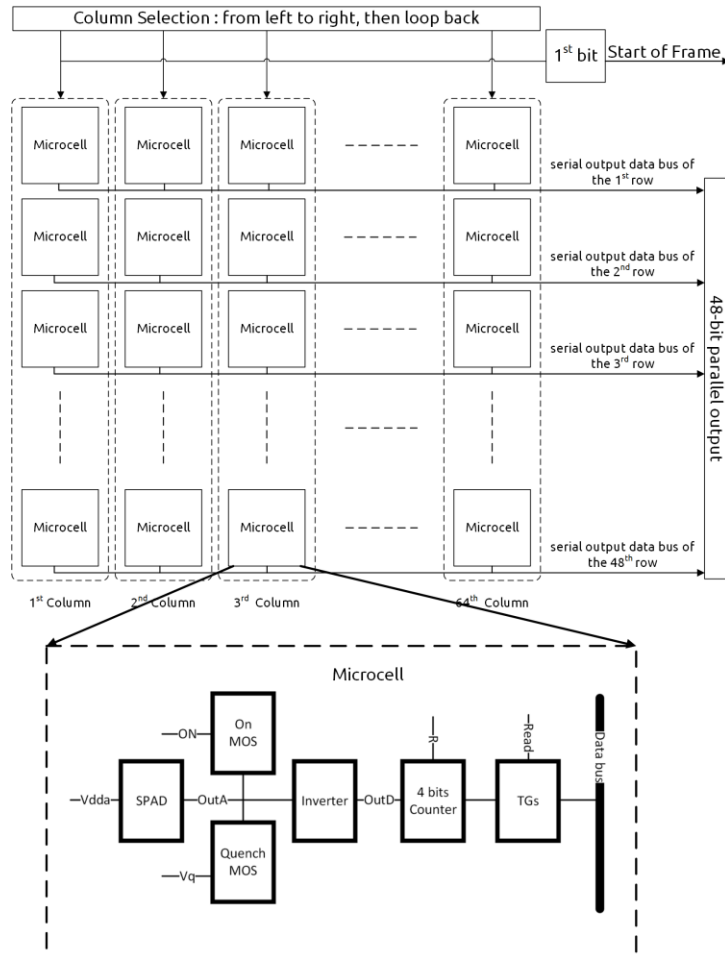 Column Selection : from left to right, then loop back
1st bit
Start of Frame
Microcell Microcell Microcell Microcell
serial output data bus of
the 1st row
Microcell Microcell Microcell Microcell
serial output data bus of
the 2nd row
Microcell Microcell Microcell Microcell
serial output data bus of
the 3rd row
48-bit parallel output
Microcell Microcell Microcell Microcell
serial output data bus of
the 48th row
1st Column 2nd Column 3rd Column 64th Column
Microcell
ON
On
MOS
R
Read
Data bus
Vdda
SPAD
OutA
Inverter
OutD
4 bits
Counter
TGs
Vq
Quench
MOS